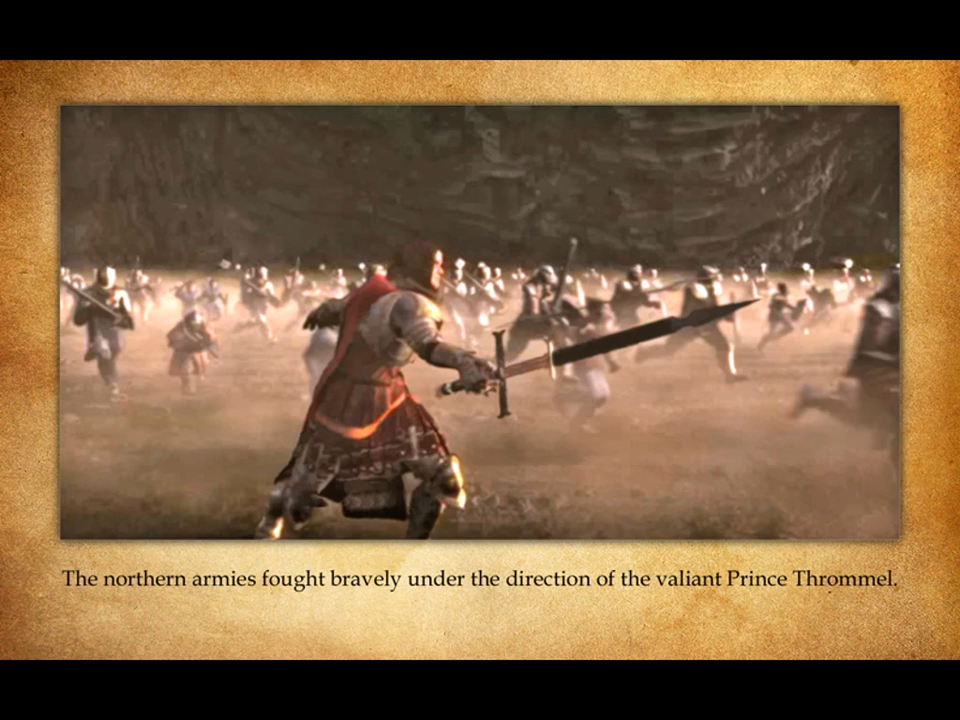 The northern armies fought bravely under the direction of the valiant Prince Thrommel.